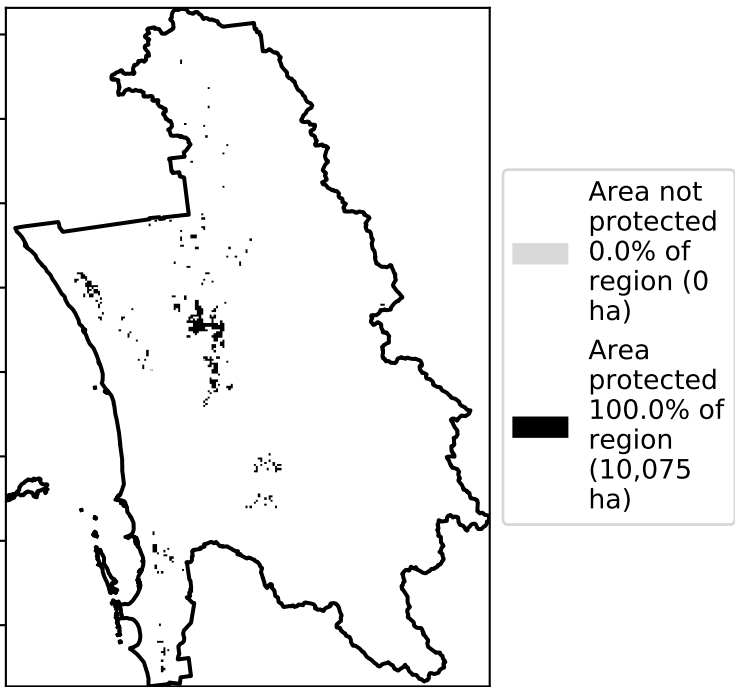 Area not
protected
0.0% of
region (0
ha)
Area
protected
100.0% of
region
(10,075
ha)